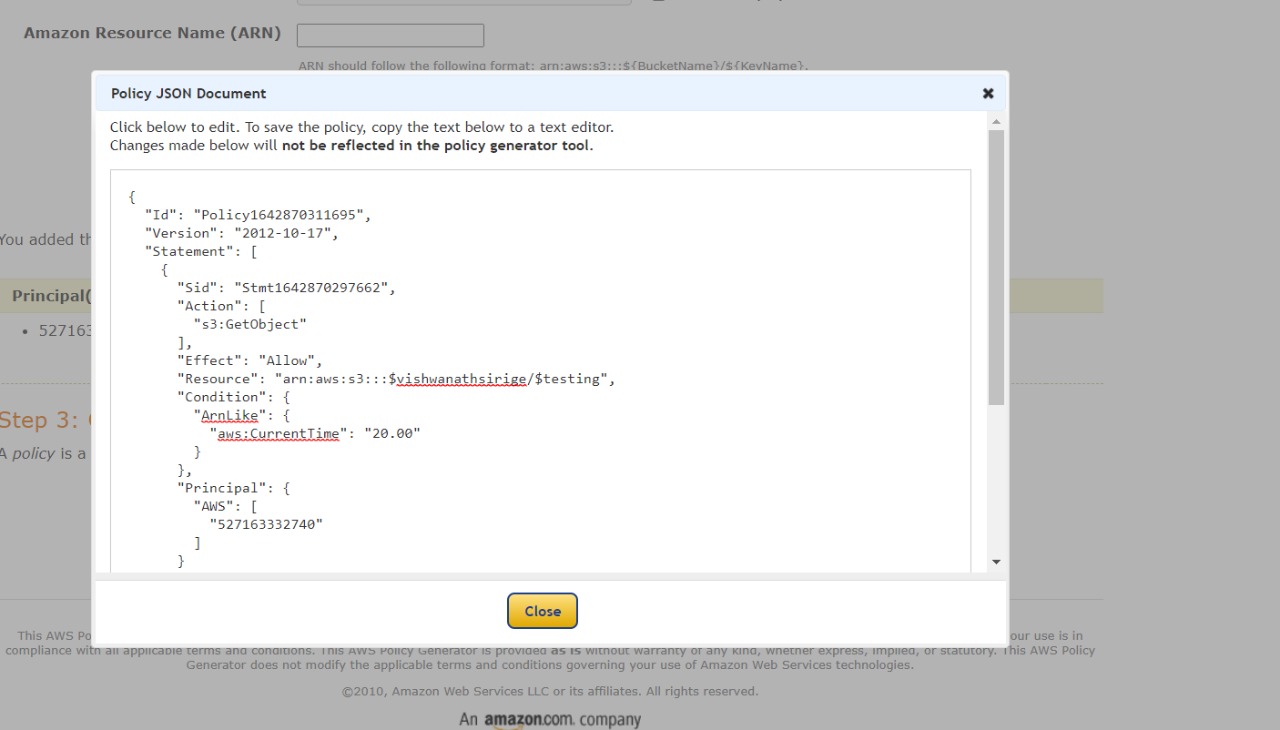 Amazon Resource Name (ARN)
ARN should follow the following format: arn:aws:s3:::${BucketName}/${KeyName}.
Policy JSON Document
Click below to edit. To save the policy, copy the text below to a text editor.
Changes made below will not be reflected in the policy generator tool.
{
"Id": "Policy1642870311695",
"Version": "2012-10-17",
"Statement": [
{
"Sid": "Stmt1642870297662",
"Action": [
"s3:GetObject"
],
"Effect": "Allow",
"Resource": "arn:aws:s3:::$vishwanathsirige/$testing",
"Condition": {
"ArnLike": {
"aws:CurrentTime": "20.00"
}
},
"Principal": {
"AWS": [
"527163332740"
]
}
You added th
Principal(
• 527163
Step 3:
A policy is a
Close
This AWS Po our use is in
compliance with all applicable terms and conditions. This AWS Policy Generator is provided as is without warranty of any kind, whether express, implied, or statutory. This AWS Policy
Generator does not modify the applicable terms and conditions governing your use of Amazon Web Services technologies.
©2010, Amazon Web Services LLC or its affiliates. All rights reserved.
An amazon.com. company